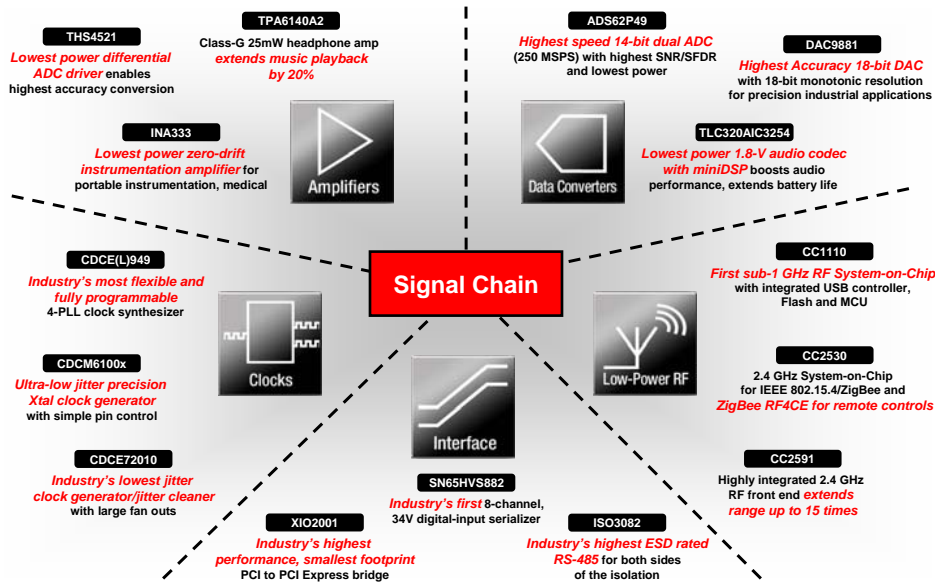 THS4521
Lowest power differential
ADC driver enables
highest accuracy conversion
TPA6140A2
Class-G 25mW headphone amp
extends music playback
by 20%
INA333
Lowest power zero-drift
instrumentation amplifier for
portable instrumentation, medical
Amplifiers
ADS62P49
Highest speed 14-bit dual ADC
(250 MSPS) with highest SNR/SFDR
and lowest power
DAC9881
Highest Accuracy 18-bit DAC
with 18-bit monotonic resolution
for precision industrial applications
TLC320AIC3254
Lowest power 1.8-V audio codec
with miniDSP boosts audio
performance, extends battery life
Data Converters
Signal Chain
CDCE(L)949
Industry's most flexible and
fully programmable
4-PLL clock synthesizer
CDCM6100x
Ultra-low jitter precision
Xtal clock generator
with simple pin control
CDCE72010
Industry's lowest jitter
clock generator/jitter cleaner
with large fan outs
Clocks
Interface
SN65HVS882
Industry's first 8-channel,
34V digital-input serializer
XIO2001
Industry's highest
performance, smallest footprint
PCI to PCI Express bridge
ISO3082
Industry's highest ESD rated
RS-485 for both sides
of the isolation
Low-Power RF
CC1110
First sub-1 GHz RF System-on-Chip
with integrated USB controller,
Flash and MCU
CC2530
2.4 GHz System-on-Chip
for IEEE 802.15.4/ZigBee and
ZigBee RF4CE for remote controls
CC2591
Highly integrated 2.4 GHz
RF front end extends
range up to 15 times